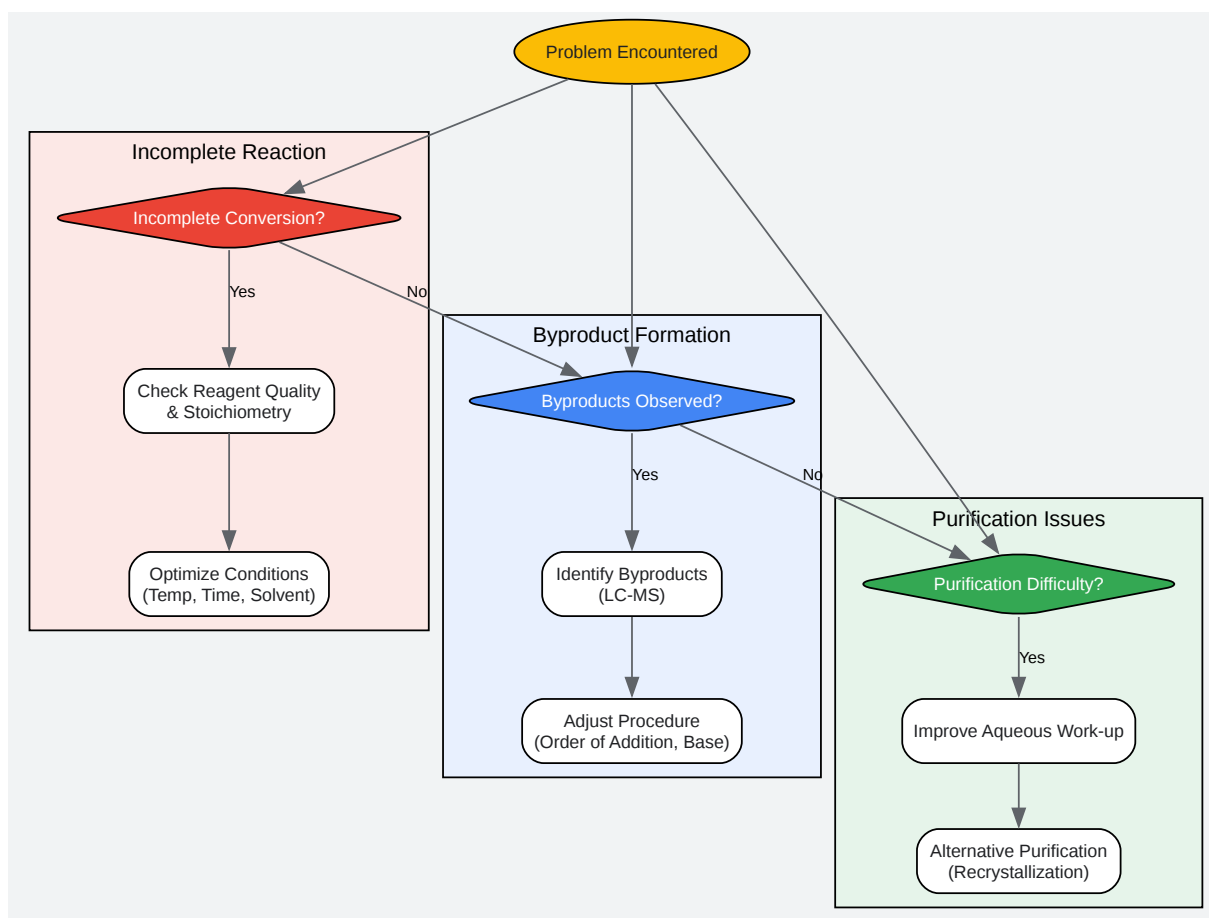 Problem Encountered
Incomplete Reaction
Incomplete Conversion?
Yes
No
Check Reagent Quality
& Stoichiometry
Optimize Conditions
(Temp, Time, Solvent)
Byproduct Formation
Byproducts Observed?
Yes
No
Identify Byproducts
(LC-MS)
Adjust Procedure
(Order of Addition, Base)
Purification Issues
Purification Difficulty?
Yes
Improve Aqueous Work-up
Alternative Purification
(Recrystallization)